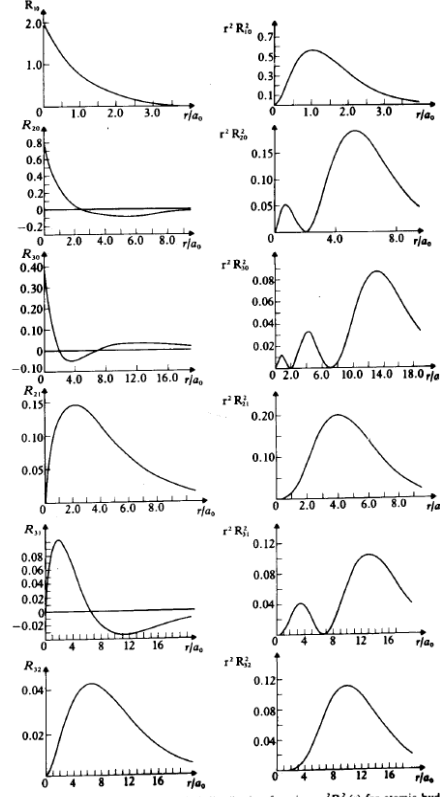 R10
2.0
1.0
0
1.0 2.0 3.0 r/a0
r² R²10
0.7
0.5
0.3
0.1
0 1.0 2.0 3.0 r/a0
R20
0.8
0.6
0.4
0.2
0
−0.2
4.0 8.0 r/a0
r² R²20
0.15
0.10
0.05
4.0 8.0 r/a0
R30
0.40
0.30
0.20
0.10
0
−0.10
0 4.0 8.0 12.0 16.0 r/a0
r² R²30
0.08
0.06
0.04
0.02
0 2.0 6.0 10.0 14.0 18.0 r/a
R21
0.15
0.10
0.05
0 2.0 4.0 6.0 8.0 r/a0
r² R²21
0.20
0.10
0 2.0 4.0 6.0 8.0 r/a
R31
0.08
0.06
0.04
0.02
0
−0.02
0 4 8 12 16 r/a0
r² R²31
0.12
0.08
0.04
0 4 8 12 16 r/a0
R32
0.04
0.02
0 4 8 12 16 r/a0
r² R²32
0.12
0.08
0.04
0 4 8 12 16 r/a0
for atomic